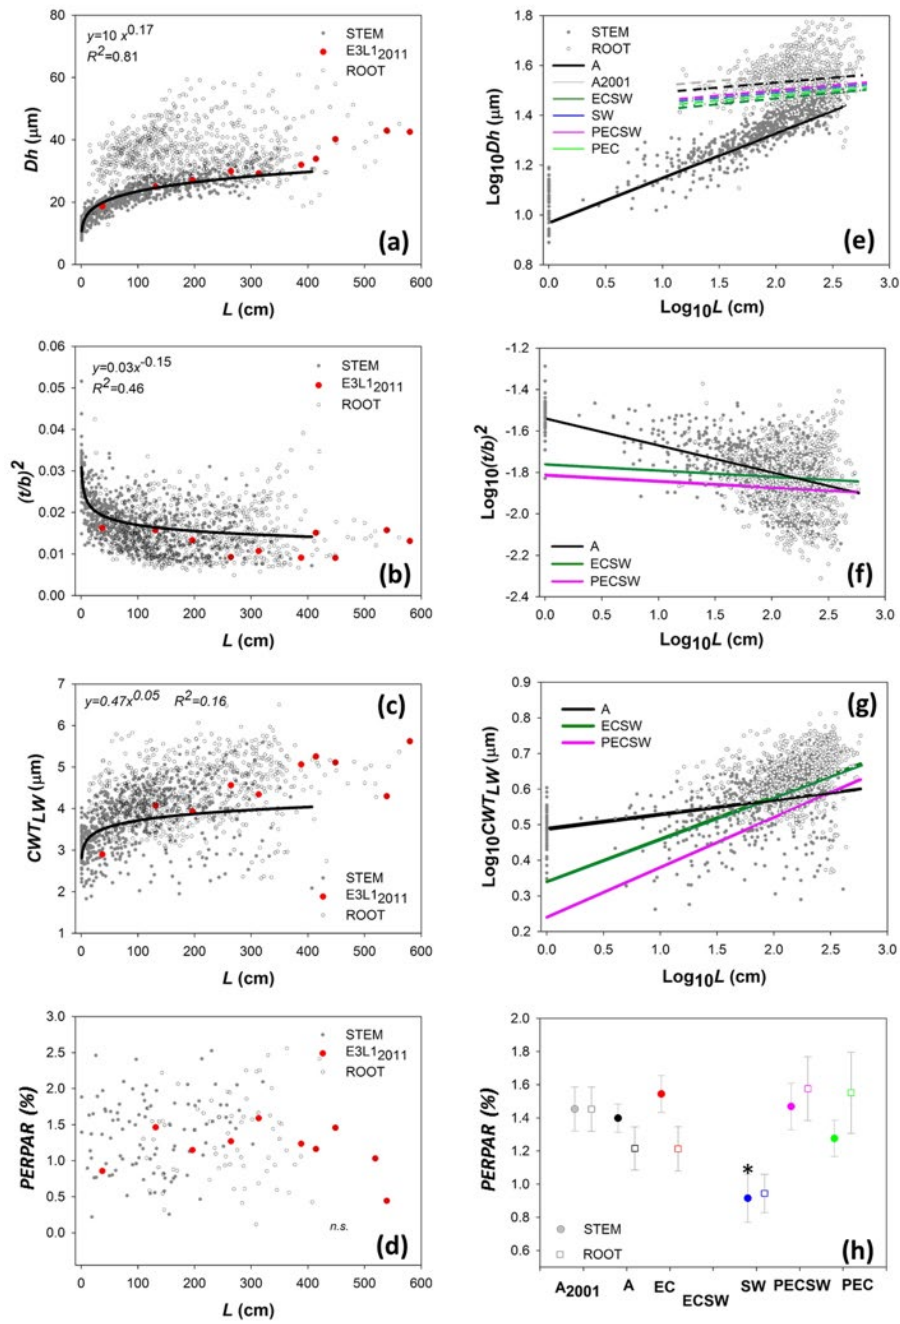 y=10 x^0.17
R^2=0.81
STEM
E3L1_2011
ROOT
Dh (μm)
80
60
40
20
0
(a)
0 100 200 300 400 500 600
L (cm)
STEM
ROOT
A
A2001
ECSW
SW
PECSW
PEC
Log10Dh (μm)
1.8
1.6
1.4
1.2
1.0
0.8
(e)
0.0 0.5 1.0 1.5 2.0 2.5 3.0
Log10L (cm)
y=0.03x^-0.15
R^2=0.46
STEM
E3L1_2011
ROOT
(t/b)^2
0.06
0.05
0.04
0.03
0.02
0.01
0.00
(b)
0 100 200 300 400 500 600
L (cm)
Log10(t/b)^2
-1.2
-1.4
-1.6
-1.8
-2.0
-2.2
-2.4
A
ECSW
PECSW
(f)
0.0 0.5 1.0 1.5 2.0 2.5 3.0
Log10L (cm)
y=0.47x^0.05 R^2=0.16
(c)
CWT_LW (μm)
7
6
5
4
3
2
1
STEM
E3L1_2011
ROOT
0 100 200 300 400 500 600
L (cm)
A
ECSW
PECSW
(g)
Log10CWT_LW (μm)
0.9
0.8
0.7
0.6
0.5
0.4
0.3
0.2
0.0 0.5 1.0 1.5 2.0 2.5 3.0
Log10L (cm)
STEM
E3L1_2011
ROOT
PERPAR (%)
3.0
2.5
2.0
1.5
1.0
0.5
0.0
n.s.
(d)
0 100 200 300 400 500 600
L (cm)
PERPAR (%)
2.0
1.8
1.6
1.4
1.2
1.0
0.8
0.6
*
STEM
ROOT
(h)
A2001 A EC ECSW SW PECSW PEC